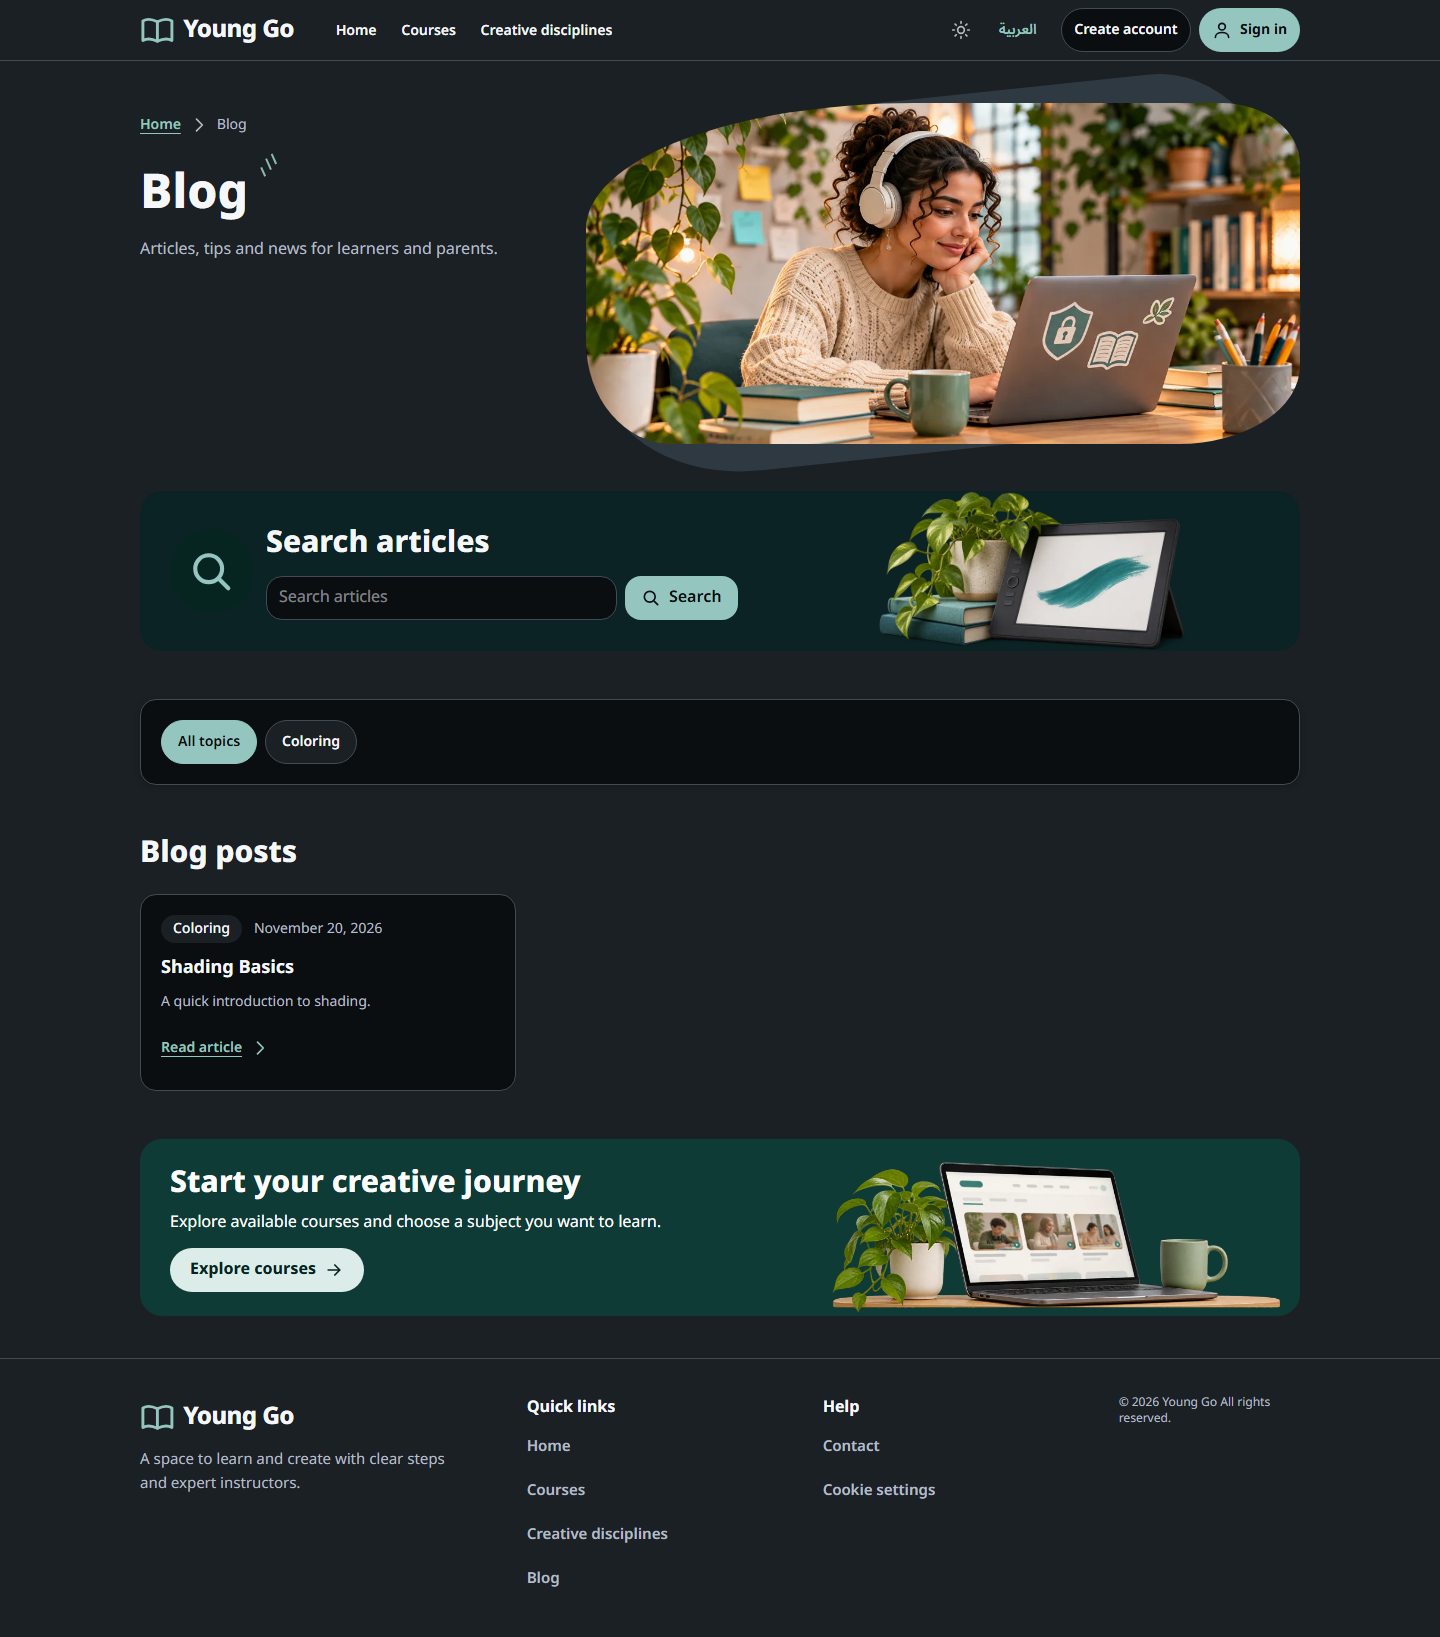 Young Go
Home
Courses
Creative disciplines
العربية
Create account
Sign in
Home
Blog
Blog
Articles, tips and news for learners and parents.
Search articles
Search articles
Search
All topics
Coloring
Blog posts
Coloring
November 20, 2026
Shading Basics
A quick introduction to shading.
Read article
Start your creative journey
Explore available courses and choose a subject you want to learn.
Explore courses
Young Go
A space to learn and create with clear steps
and expert instructors.
Quick links
Home
Courses
Creative disciplines
Blog
Help
Contact
Cookie settings
© 2026 Young Go All rights
reserved.